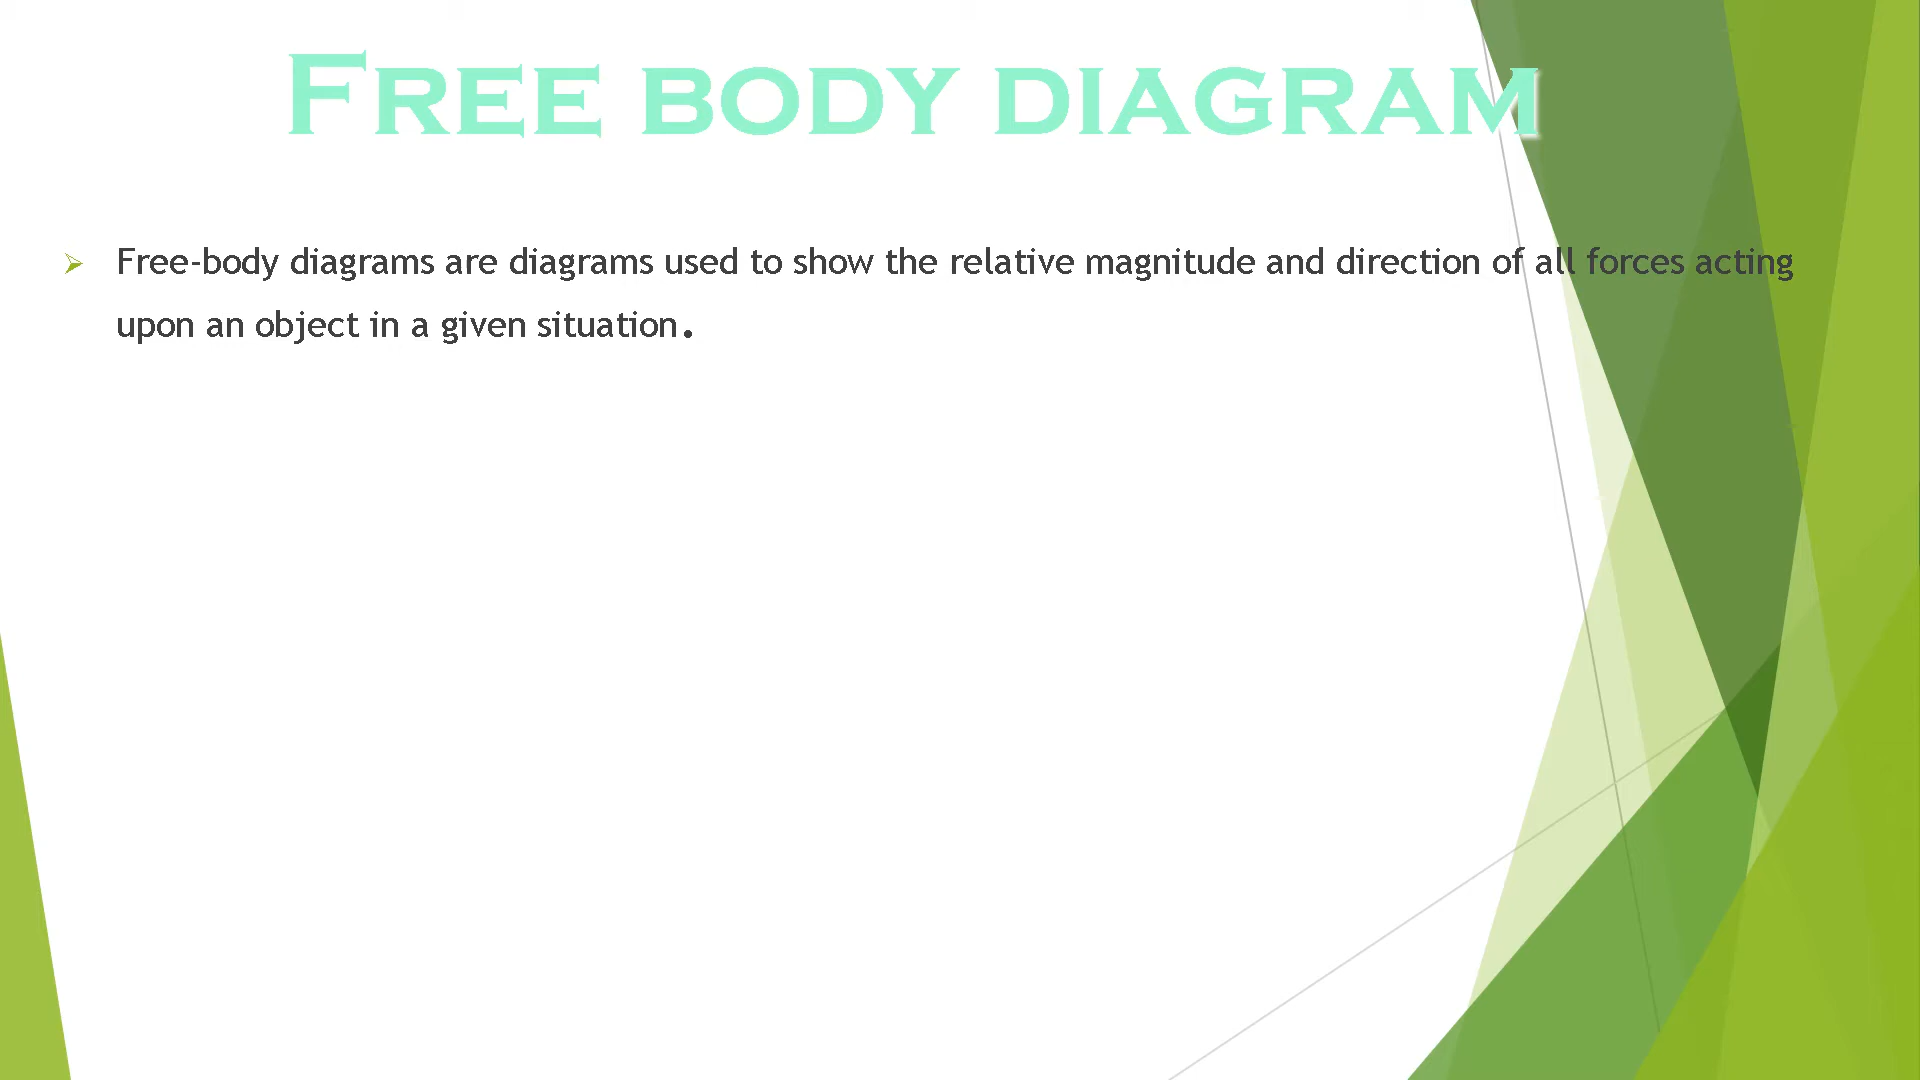 Free body diagram
Free-body diagrams are diagrams used to show the relative magnitude and direction of all forces acting
upon an object in a given situation.